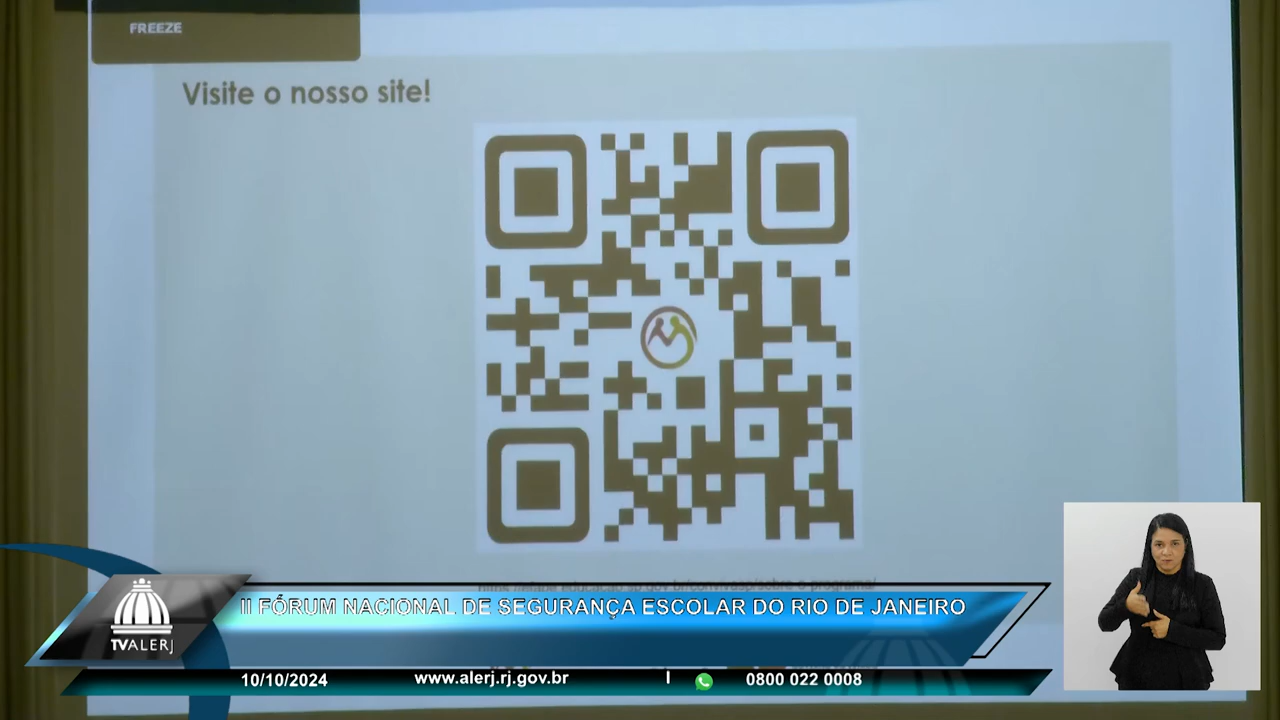 FREEZE
Visite o nosso site!
II FÓRUM NACIONAL DE SEGURANÇA ESCOLAR DO RIO DE JANEIRO
TVALERJ
10/10/2024 www.alerj.rj.gov.br | 0800 022 0008